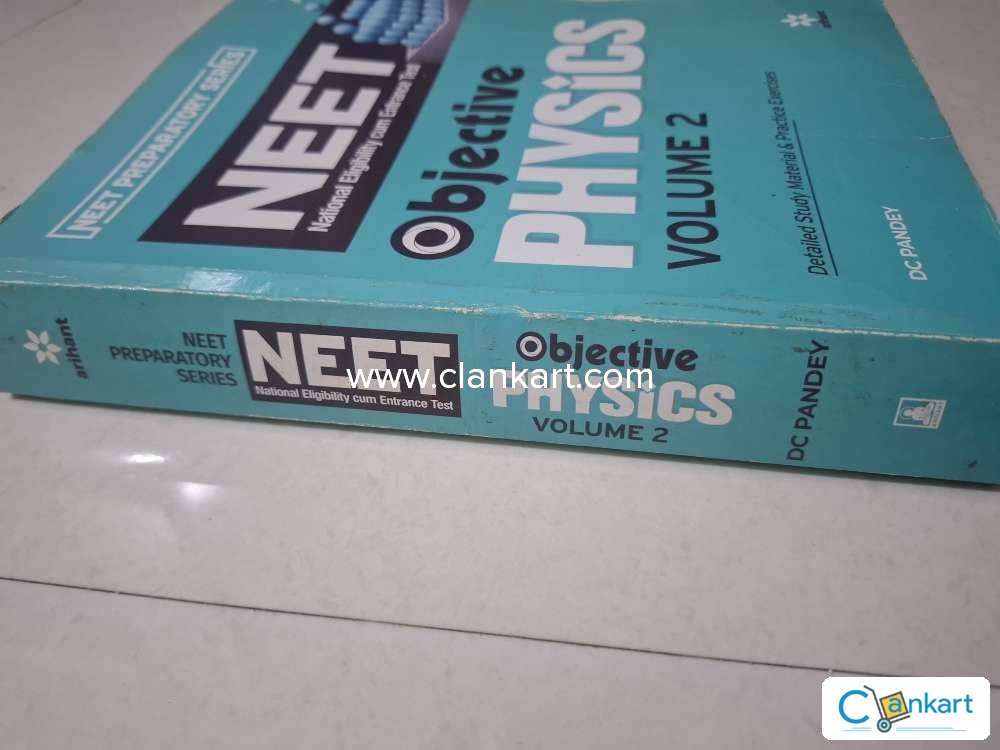 NEET PREPARATORY SERIES
NEET
National Eligibility cum Entrance Test
Objective
PHYSiCS
VOLUME 2
Detailed Study Material & Practice Exercises
DC PANDEY
arihant
arihant
NEET
PREPARATORY
SERIES
NEET
National Eligibility cum Entrance Test
Objective
PHYSiCS
VOLUME 2
DC PANDEY
www.clankart.com
Clankart